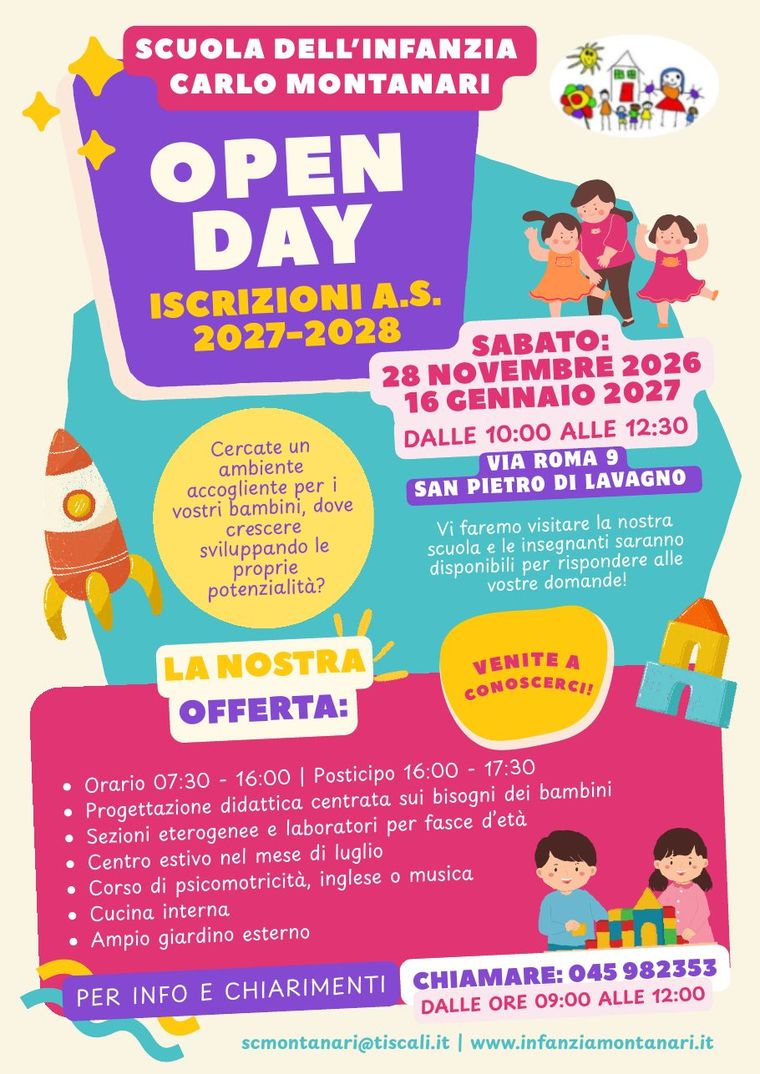 SCUOLA DELL'INFANZIA
CARLO MONTANARI
OPEN
DAY
ISCRIZIONI A.S.
2027-2028
SABATO:
28 NOVEMBRE 2026
16 GENNAIO 2027
DALLE 10:00 ALLE 12:30
VIA ROMA 9
SAN PIETRO DI LAVAGNO
Cercate un
ambiente
accogliente per i
vostri bambini, dove
crescere
sviluppando le
proprie
potenzialità?
Vi faremo visitare la nostra
scuola e le insegnanti saranno
disponibili per rispondere alle
vostre domande!
VENITE A
CONOSCERCI!
LA NOSTRA
OFFERTA:
• Orario 07:30 - 16:00 | Posticipo 16:00 - 17:30
• Progettazione didattica centrata sui bisogni dei bambini
• Sezioni eterogenee e laboratori per fasce d'età
• Centro estivo nel mese di luglio
• Corso di psicomotricità, inglese o musica
• Cucina interna
• Ampio giardino esterno
PER INFO E CHIARIMENTI
CHIAMARE: 045 982353
DALLE ORE 09:00 ALLE 12:00
scmontanari@tiscali.it | www.infanziamontanari.it